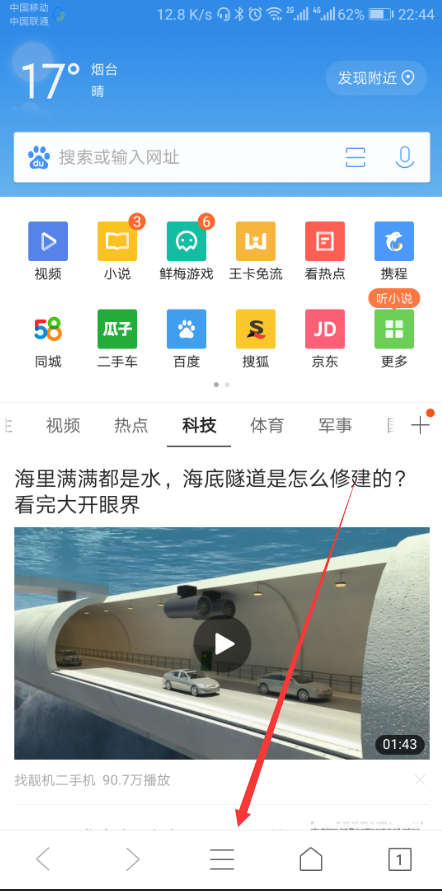 中国移动
中国联通
12.8 K/s 2G 4G 62% 22:44
17° 烟台
晴
发现附近
du 搜索或输入网址
3 6
视频 小说 鲜梅游戏 王卡免流 看热点 携程
听小说
58 瓜子 S JD
同城 二手车 百度 搜狐 京东 更多
视频 热点 科技 体育 军事
海里满满都是水，海底隧道是怎么修建的？
看完大开眼界
01:43
找靓机二手机 90.7万播放
1